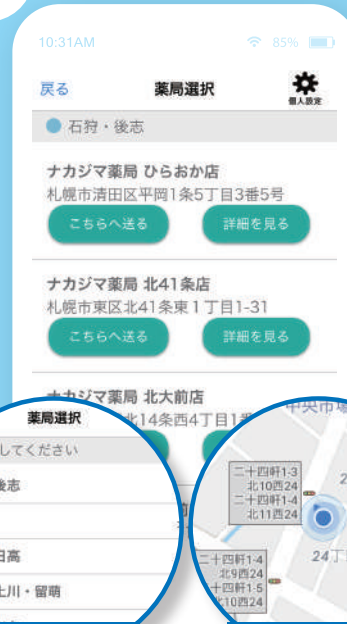 10:31AM
85%
戻る
薬局選択
個人設定
石狩・後志
ナカジマ薬局 ひらおか店
札幌市清田区平岡1条5丁目3番5号
こちらへ送る
詳細を見る
ナカジマ薬局 北41条店
札幌市東区北41条東1丁目1-31
こちらへ送る
詳細を見る
ナカジマ薬局 北大前店
北14条西4丁目1番
薬局選択
してください
後志
日高
上川・留萌
中央市場
二十四軒1-3
北10西24
二十四軒1-4
北11西24
24丁
二十四軒1-4
北9西24
二十四軒1-5
北10西24